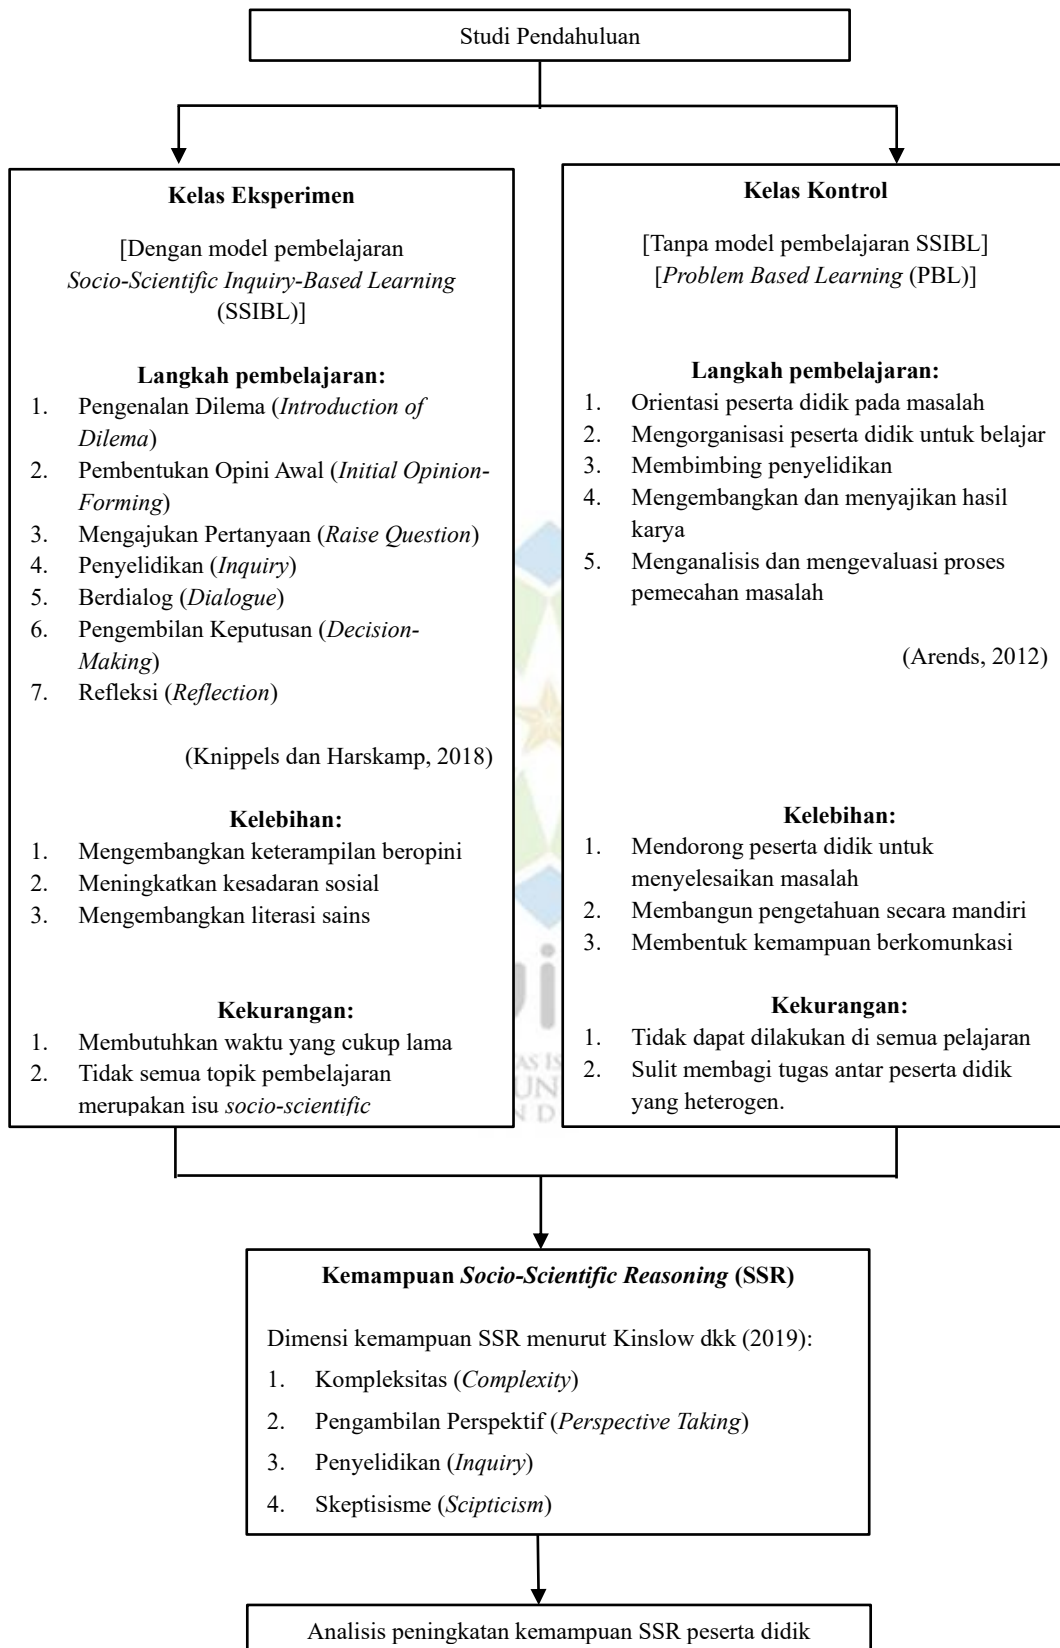 Studi Pendahuluan
Kelas Eksperimen
[Dengan model pembelajaran
Socio-Scientific Inquiry-Based Learning
(SSIBL)]
Langkah pembelajaran:
1. Pengenalan Dilema (Introduction of
Dilema)
2. Pembentukan Opini Awal (Initial Opinion-
Forming)
3. Mengajukan Pertanyaan (Raise Question)
4. Penyelidikan (Inquiry)
5. Berdialog (Dialogue)
6. Pengembilan Keputusan (Decision-
Making)
7. Refleksi (Reflection)
(Knippels dan Harskamp, 2018)
Kelebihan:
1. Mengembangkan keterampilan beropini
2. Meningkatkan kesadaran sosial
3. Mengembangkan literasi sains
Kekurangan:
1. Membutuhkan waktu yang cukup lama
2. Tidak semua topik pembelajaran
merupakan isu socio-scientific
Kelas Kontrol
[Tanpa model pembelajaran SSIBL]
[Problem Based Learning (PBL)]
Langkah pembelajaran:
1. Orientasi peserta didik pada masalah
2. Mengorganisasi peserta didik untuk belajar
3. Membimbing penyelidikan
4. Mengembangkan dan menyajikan hasil
karya
5. Menganalisis dan mengevaluasi proses
pemecahan masalah
(Arends, 2012)
Kelebihan:
1. Mendorong peserta didik untuk
menyelesaikan masalah
2. Membangun pengetahuan secara mandiri
3. Membentuk kemampuan berkomunkasi
Kekurangan:
1. Tidak dapat dilakukan di semua pelajaran
2. Sulit membagi tugas antar peserta didik
yang heterogen.
Kemampuan Socio-Scientific Reasoning (SSR)
Dimensi kemampuan SSR menurut Kinslow dkk (2019):
1. Kompleksitas (Complexity)
2. Pengambilan Perspektif (Perspective Taking)
3. Penyelidikan (Inquiry)
4. Skeptisisme (Scipticism)
Analisis peningkatan kemampuan SSR peserta didik